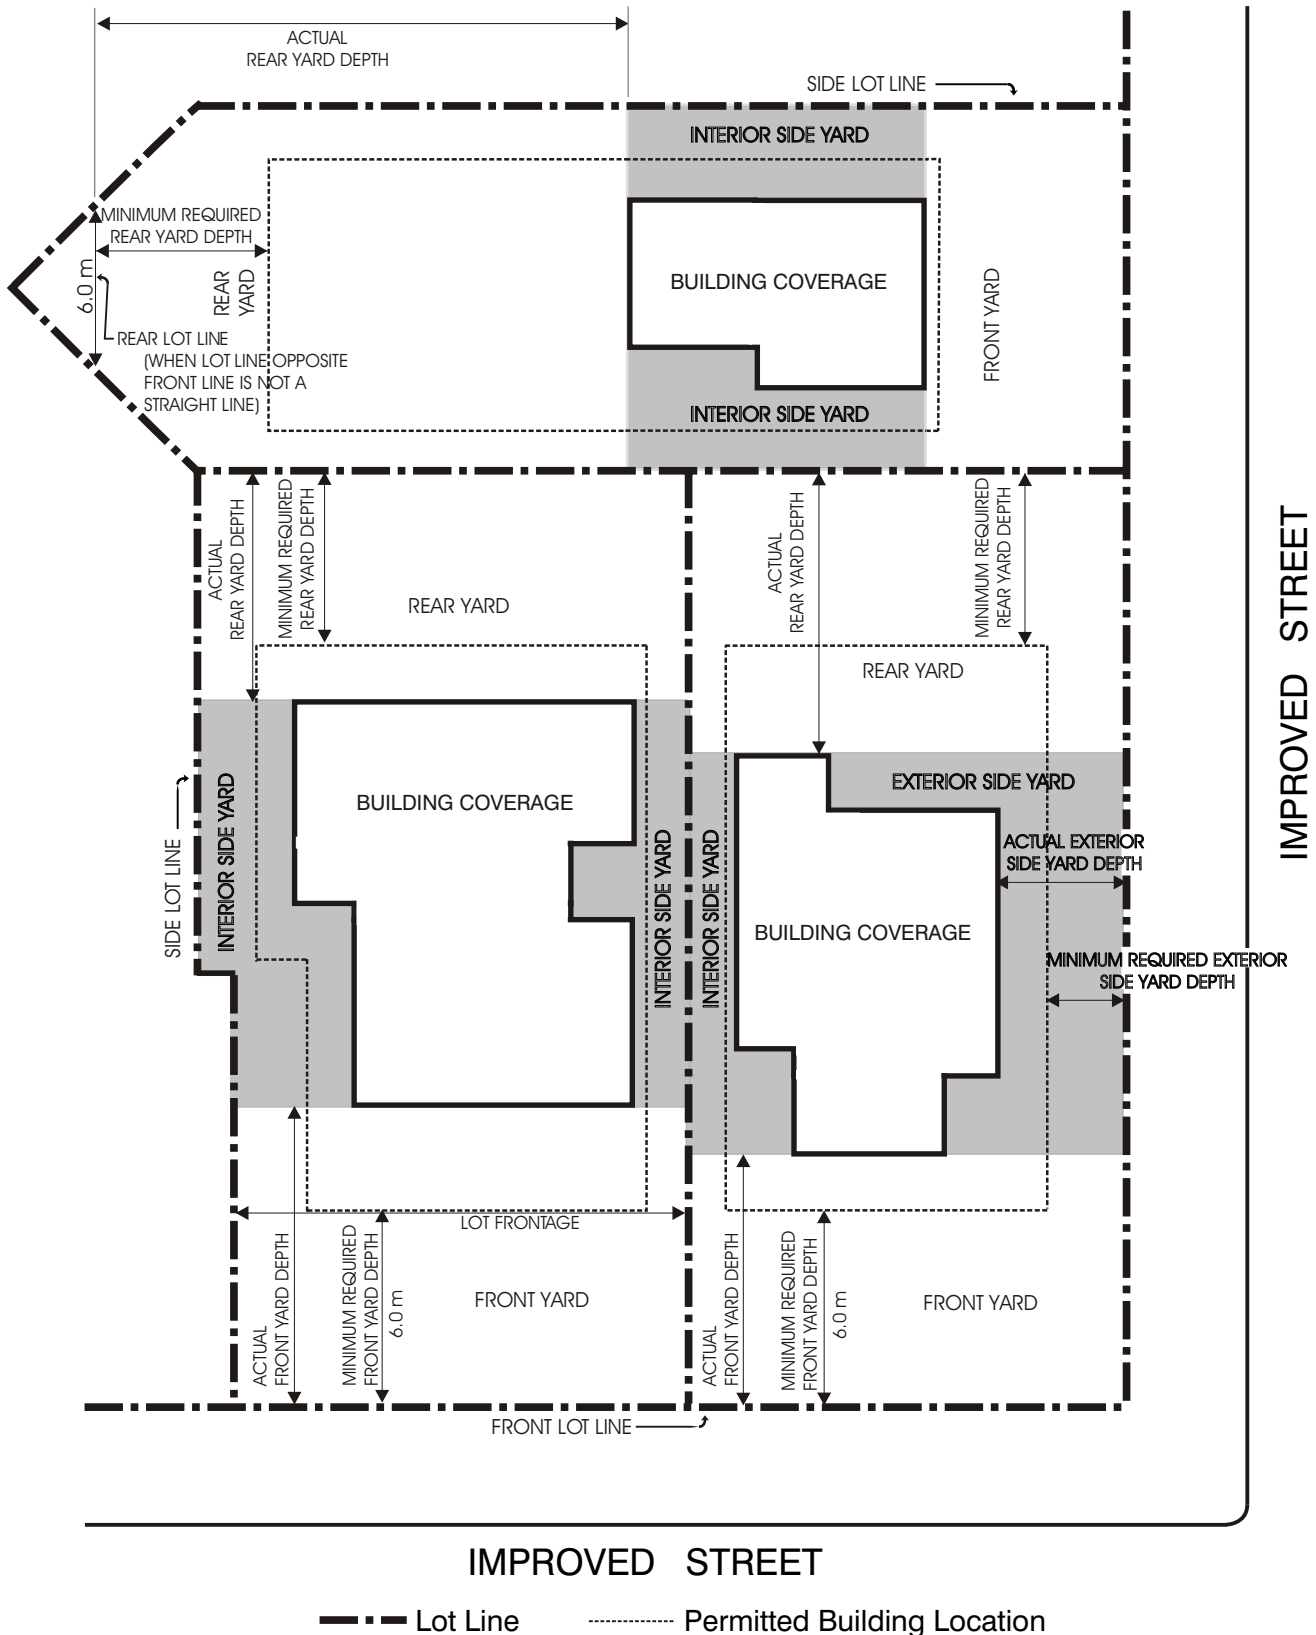 ACTUAL
REAR YARD DEPTH
SIDE LOT LINE
INTERIOR SIDE YARD
MINIMUM REQUIRED
REAR YARD DEPTH
6.0 m
REAR
YARD
BUILDING COVERAGE
FRONT YARD
REAR LOT LINE
(WHEN LOT LINE OPPOSITE
FRONT LINE IS NOT A
STRAIGHT LINE)
INTERIOR SIDE YARD
ACTUAL
REAR YARD DEPTH
MINIMUM REQUIRED
REAR YARD DEPTH
REAR YARD
ACTUAL
REAR YARD DEPTH
MINIMUM REQUIRED
REAR YARD DEPTH
REAR YARD
IMPROVED STREET
SIDE LOT LINE
INTERIOR SIDE YARD
BUILDING COVERAGE
INTERIOR SIDE YARD
INTERIOR SIDE YARD
EXTERIOR SIDE YARD
ACTUAL EXTERIOR
SIDE YARD DEPTH
BUILDING COVERAGE
MINIMUM REQUIRED EXTERIOR
SIDE YARD DEPTH
LOT FRONTAGE
ACTUAL
FRONT YARD DEPTH
MINIMUM REQUIRED
FRONT YARD DEPTH
6.0 m
FRONT YARD
ACTUAL
FRONT YARD DEPTH
MINIMUM REQUIRED
FRONT YARD DEPTH
6.0 m
FRONT YARD
FRONT LOT LINE
IMPROVED STREET
Lot Line
Permitted Building Location